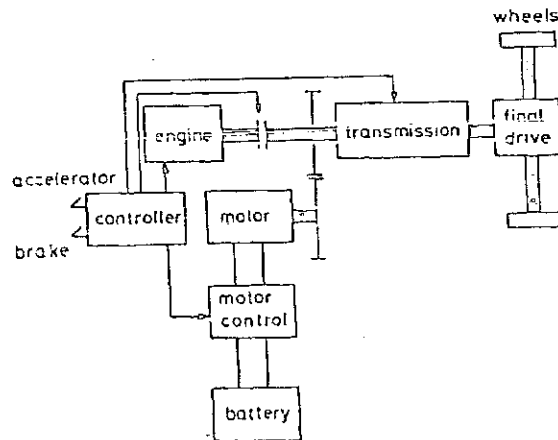 wheels
engine
transmission
final
drive
accelerator
controller
motor
brake
motor
control
battery